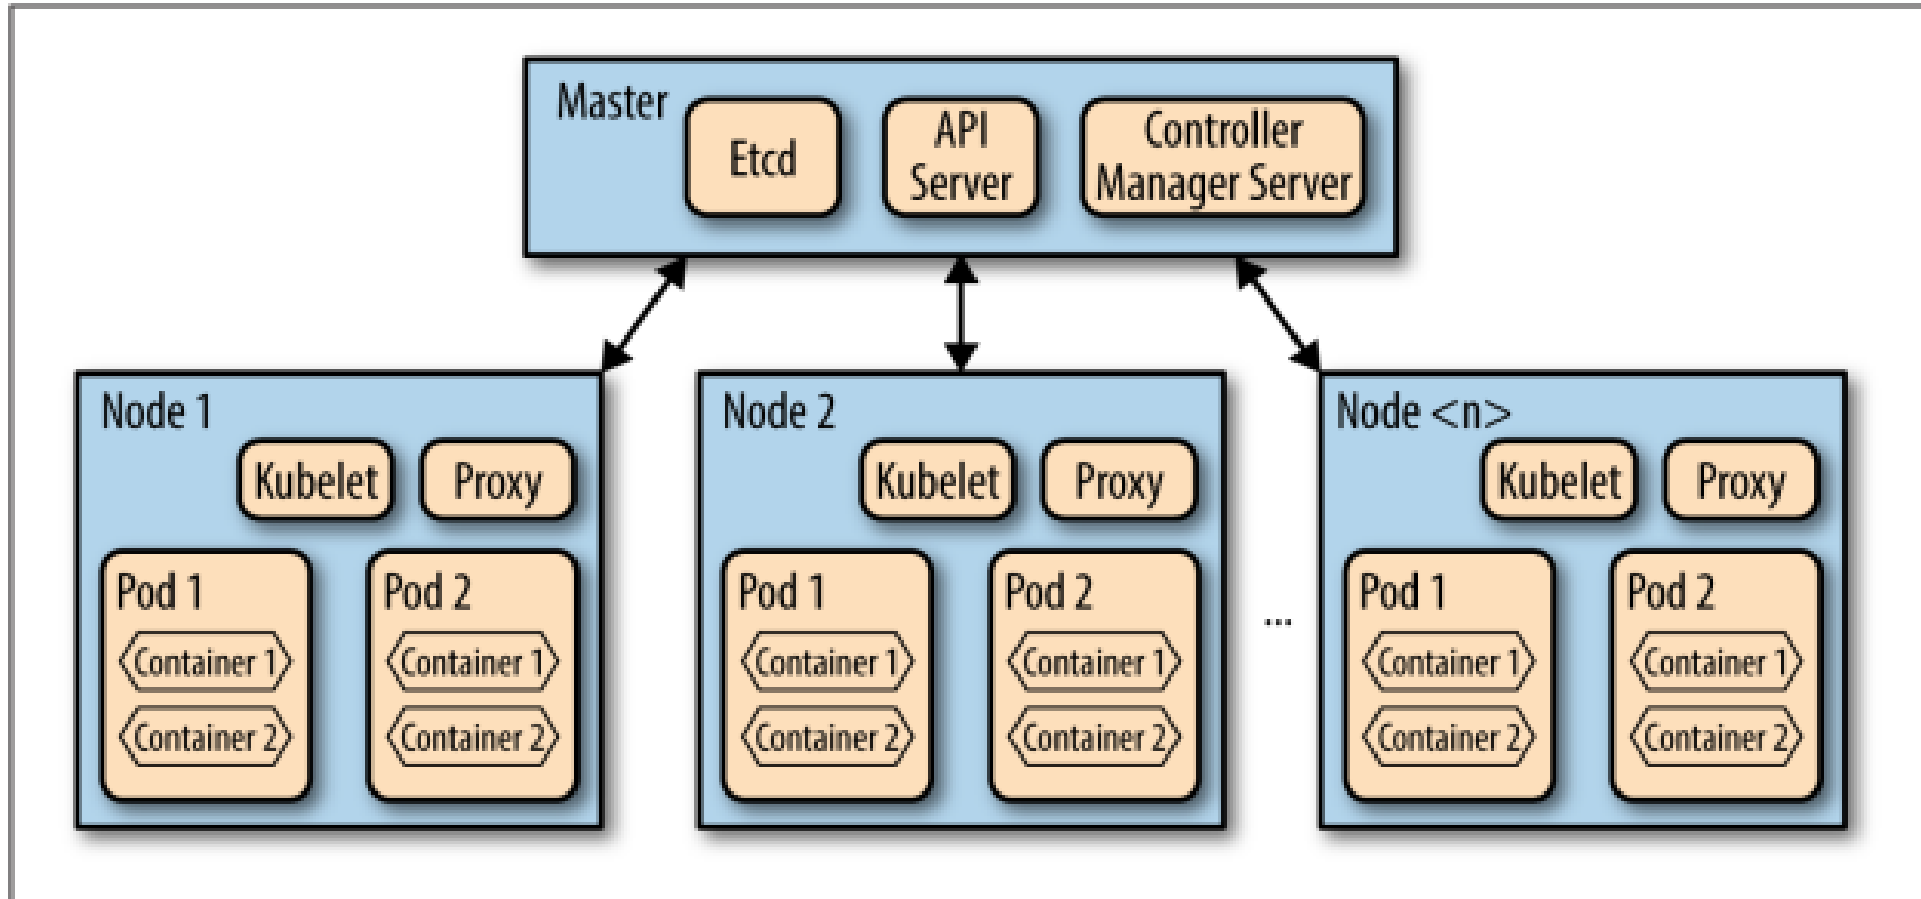 Master
Etcd
API
Server
Controller
Manager Server
Node 1
Kubelet
Proxy
Pod 1
Container 1
Container 2
Pod 2
Container 1
Container 2
Node 2
Kubelet
Proxy
Pod 1
Container 1
Container 2
Pod 2
Container 1
Container 2
...
Node <n>
Kubelet
Proxy
Pod 1
Container 1
Container 2
Pod 2
Container 1
Container 2